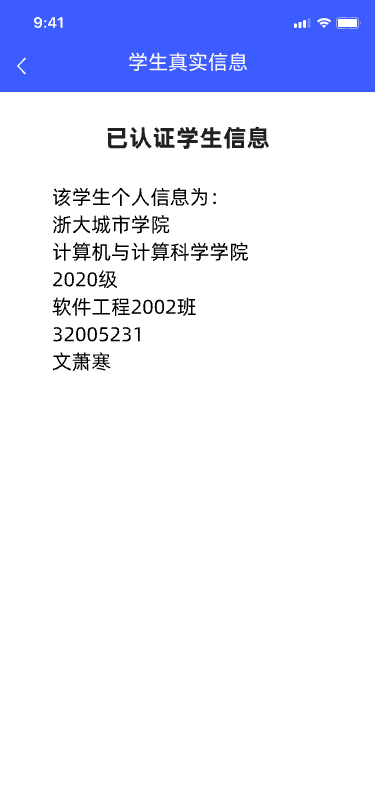 9:41
学生真实信息
已认证学生信息
该学生个人信息为：
浙大城市学院
计算机与计算科学学院
2020级
软件工程2002班
32005231
文萧寒